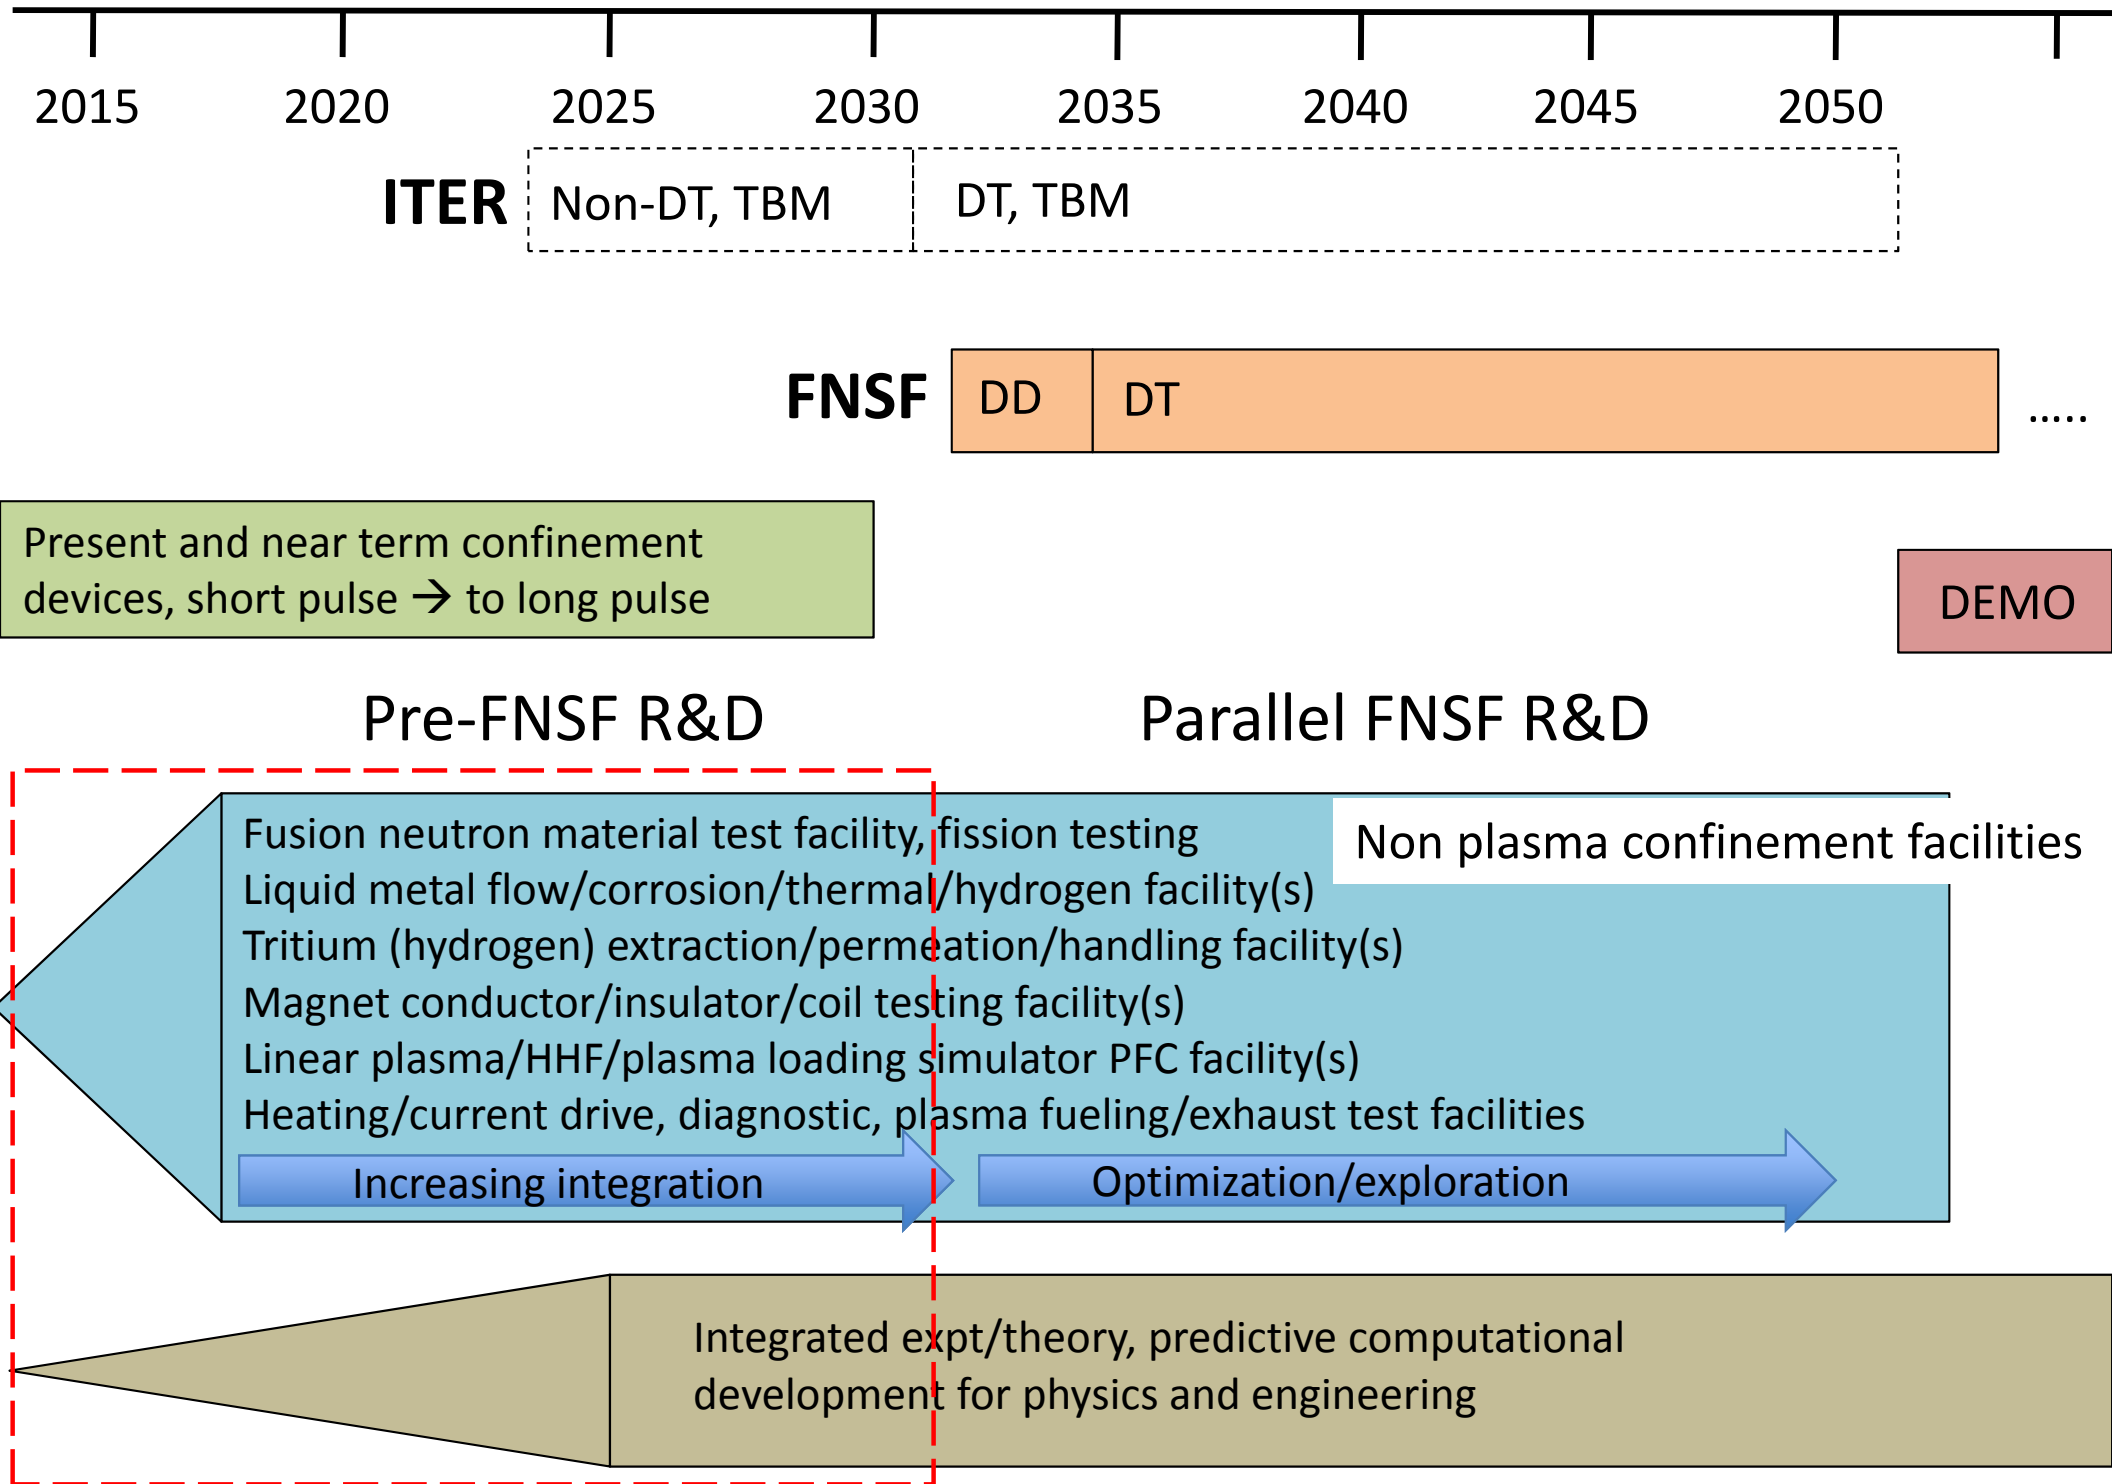 2015 2020 2025 2030 2035 2040 2045 2050
ITER Non-DT, TBM DT, TBM
FNSF DD DT .....
Present and near term confinement
devices, short pulse → to long pulse
DEMO
Pre-FNSF R&D Parallel FNSF R&D
Non plasma confinement facilities
Fusion neutron material test facility, fission testing
Liquid metal flow/corrosion/thermal/hydrogen facility(s)
Tritium (hydrogen) extraction/permeation/handling facility(s)
Magnet conductor/insulator/coil testing facility(s)
Linear plasma/HHF/plasma loading simulator PFC facility(s)
Heating/current drive, diagnostic, plasma fueling/exhaust test facilities
Increasing integration Optimization/exploration
Integrated expt/theory, predictive computational
development for physics and engineering